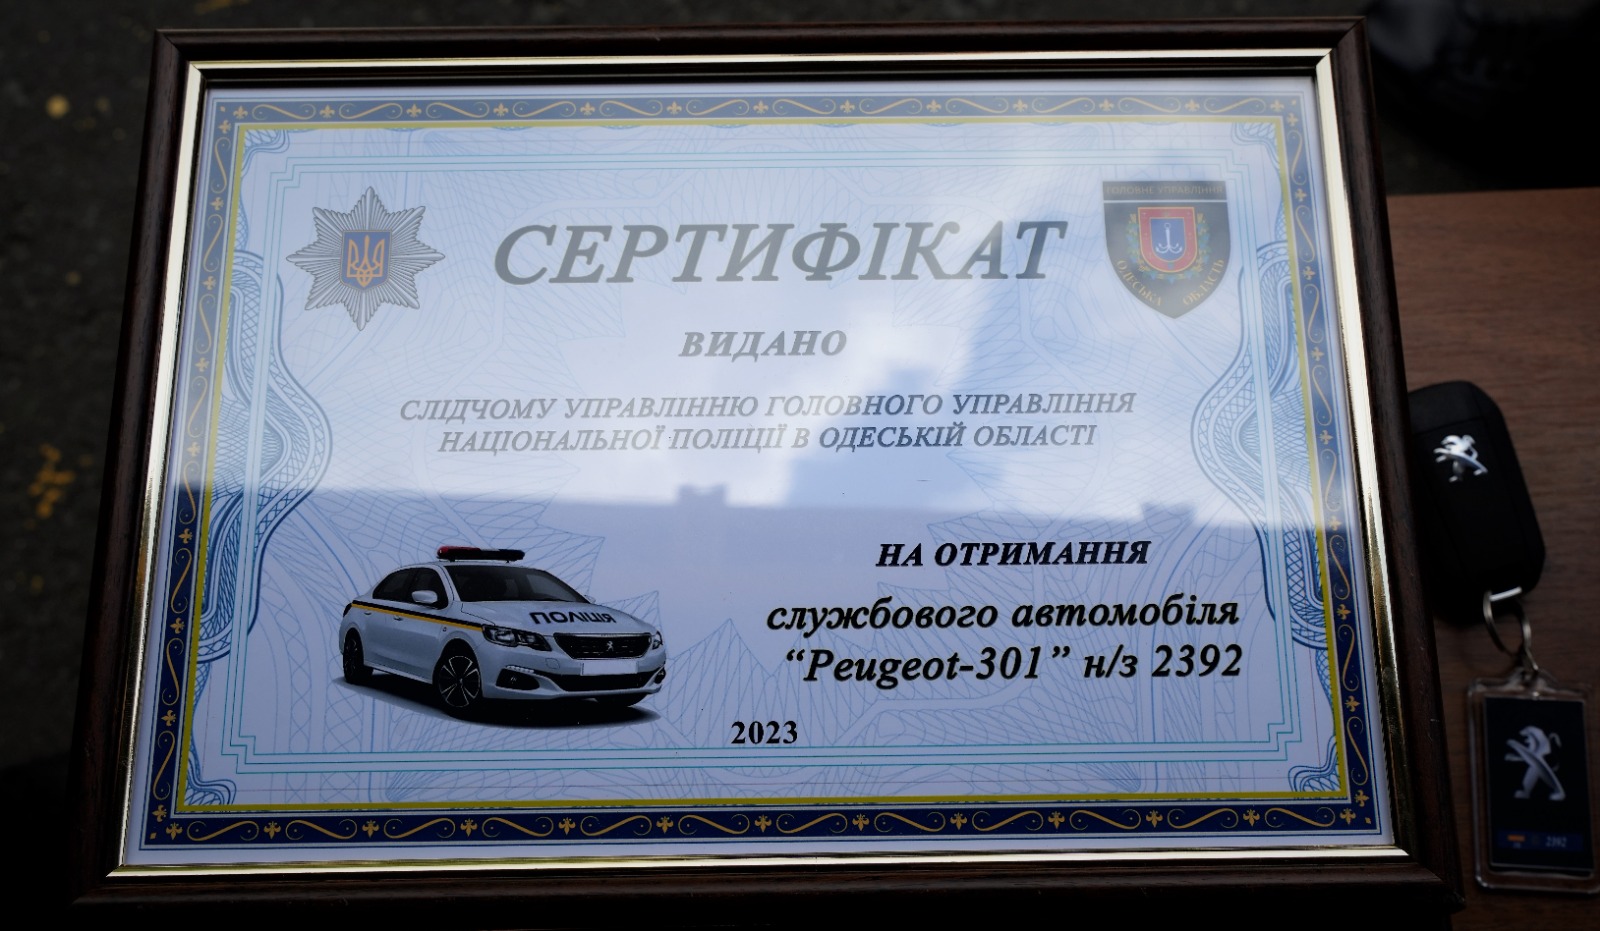 ГОЛОВНЕ УПРАВЛІННЯ
ОДЕСЬКА ОБЛАСТЬ
СЕРТИФІКАТ
ВИДАНО
СЛІДЧОМУ УПРАВЛІННЮ ГОЛОВНОГО УПРАВЛІННЯ
НАЦІОНАЛЬНОЇ ПОЛІЦІЇ В ОДЕСЬКІЙ ОБЛАСТІ
НА ОТРИМАННЯ
службового автомобіля
“Peugeot-301” н/з 2392
ПОЛІЦІЯ
2023
2392